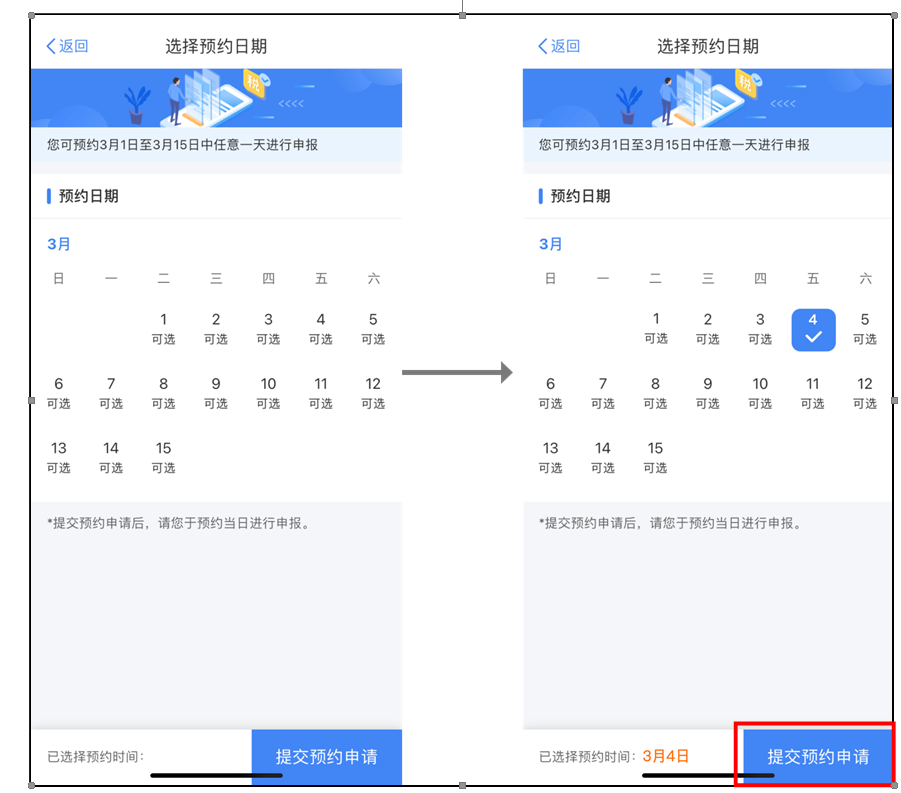 返回
选择预约日期
税
您可预约3月1日至3月15日中任意一天进行申报
预约日期
3月
日 一 二 三 四 五 六
1 2 3 4 5
可选 可选 可选 可选 可选
6 7 8 9 10 11 12
可选 可选 可选 可选 可选 可选 可选
13 14 15
可选 可选 可选
*提交预约申请后，请您于预约当日进行申报。
已选择预约时间：
提交预约申请
返回
选择预约日期
税
您可预约3月1日至3月15日中任意一天进行申报
预约日期
3月
日 一 二 三 四 五 六
1 2 3 4 5
可选 可选 可选 可选
6 7 8 9 10 11 12
可选 可选 可选 可选 可选 可选 可选
13 14 15
可选 可选 可选
*提交预约申请后，请您于预约当日进行申报。
已选择预约时间：3月4日
提交预约申请